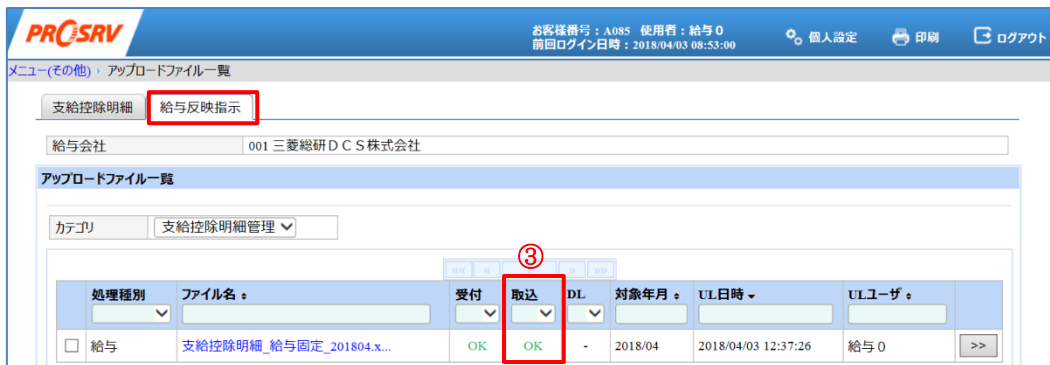 PROSRV
お客様番号：A085 使用者：給与0
前回ログイン日時：2018/04/03 08:53:00
個人設定
印刷
ログアウト
メニュー(その他) › アップロードファイル一覧
支給控除明細 給与反映指示
給与会社 001 三菱総研ＤＣＳ株式会社
アップロードファイル一覧
カテゴリ 支給控除明細管理
③
処理種別 ファイル名 受付 取込 DL 対象年月 UL日時 ULユーザ
給与 支給控除明細_給与固定_201804.x... OK OK - 2018/04 2018/04/03 12:37:26 給与0 >>